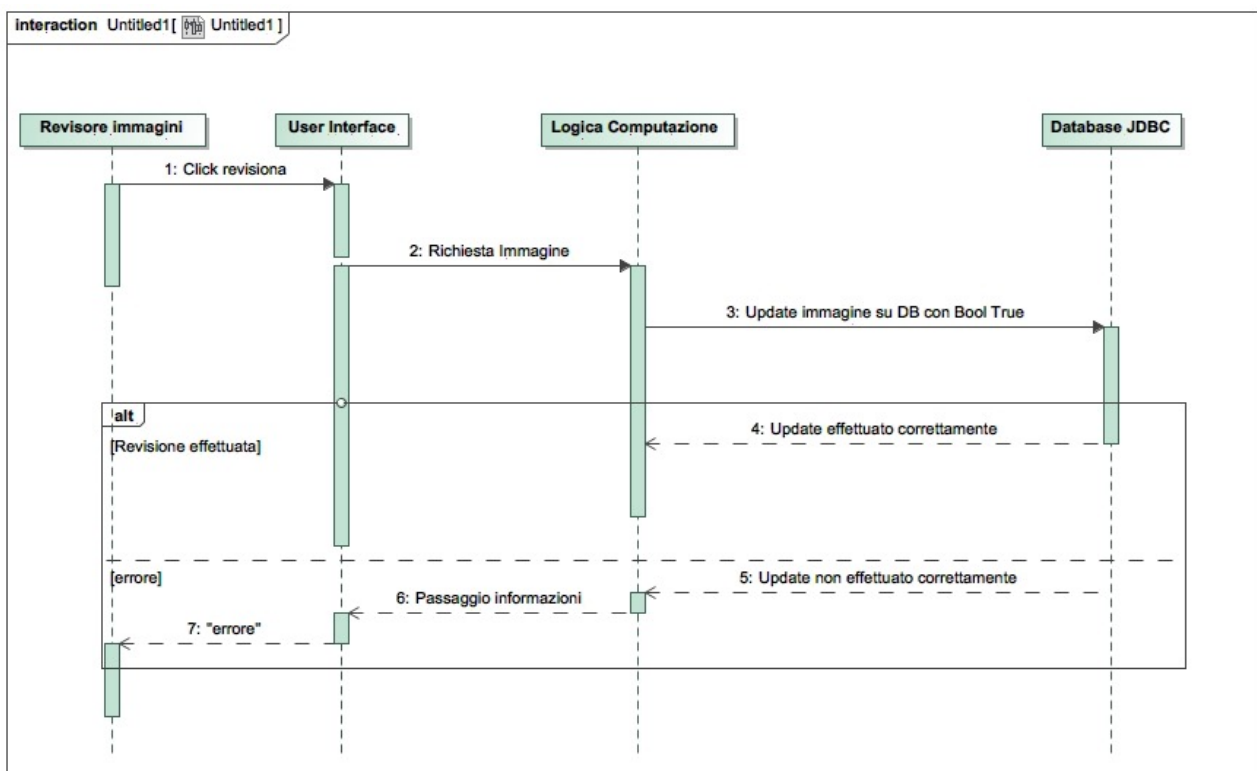 interaction Untitled1[ Untitled1 ]
Revisore immagini
User Interface
Logica Computazione
Database JDBC
1: Click revisiona
2: Richiesta Immagine
3: Update immagine su DB con Bool True
alt
4: Update effettuato correttamente
[Revisione effettuata]
[errore]
5: Update non effettuato correttamente
6: Passaggio informazioni
7: "errore"